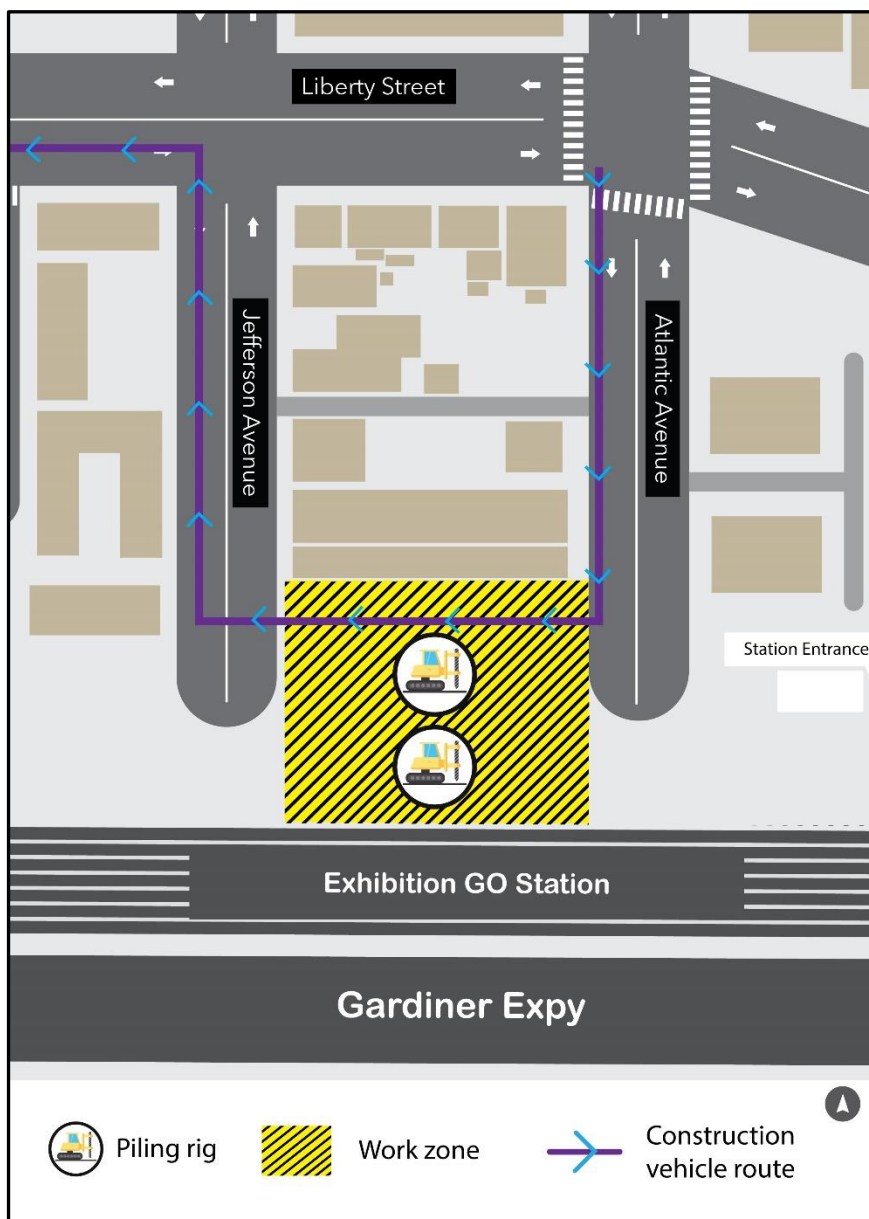 Liberty Street
Jefferson Avenue
Atlantic Avenue
Station Entrance
Exhibition GO Station
Gardiner Expy
Piling rig
Work zone
Construction
vehicle route